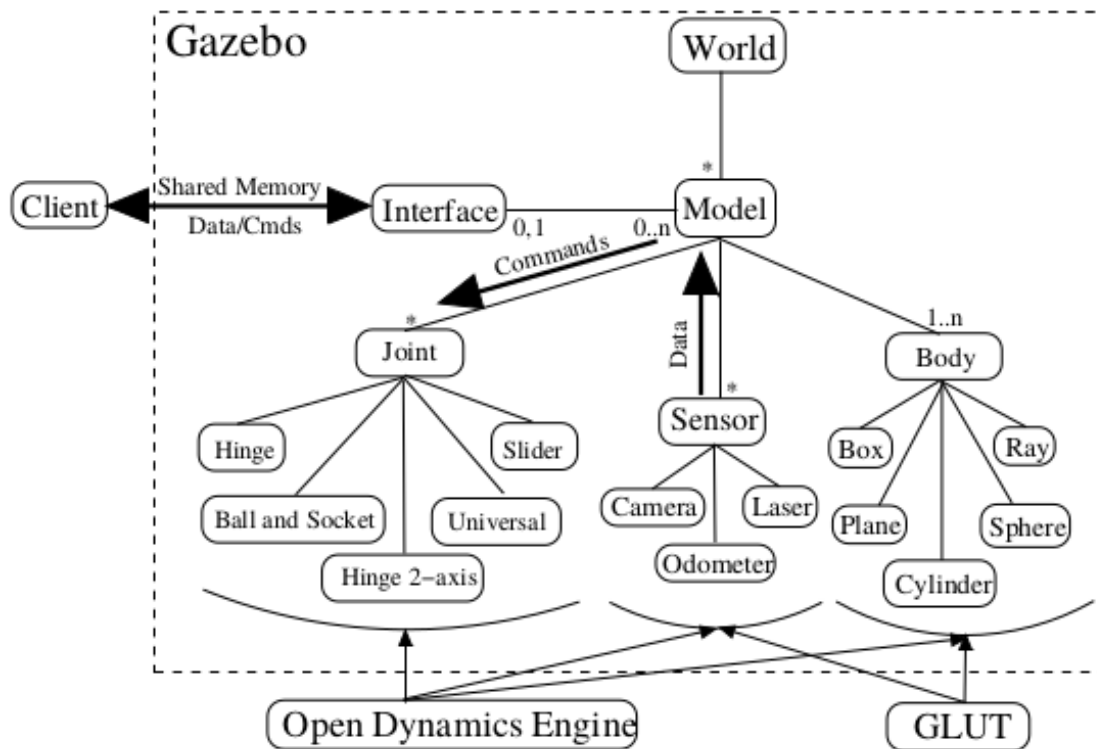 Gazebo
World
*
Client
Shared Memory
Data/Cmds
Interface
0,1
0..n
Model
Commands
Data
*
Joint
*
Sensor
1..n
Body
Hinge
Slider
Ball and Socket
Universal
Hinge 2-axis
Camera
Laser
Odometer
Box
Ray
Plane
Sphere
Cylinder
Open Dynamics Engine
GLUT